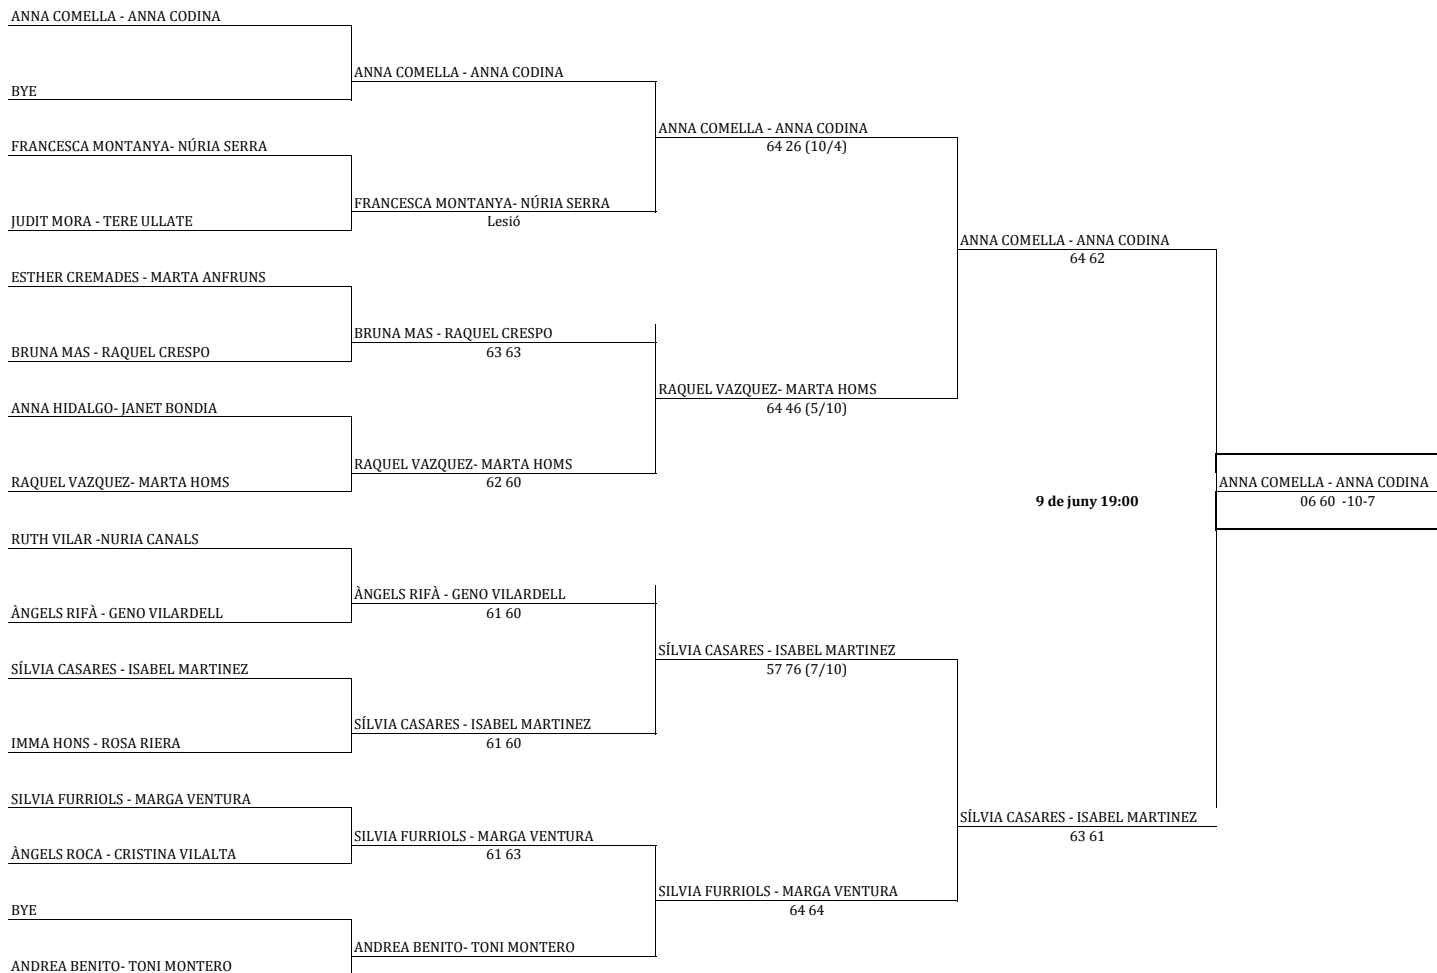 ANNA COMELLA - ANNA CODINA
ANNA COMELLA - ANNA CODINA
BYE
ANNA COMELLA - ANNA CODINA
64 26 (10/4)
FRANCESCA MONTANYA- NÚRIA SERRA
FRANCESCA MONTANYA- NÚRIA SERRA
Lesió
JUDIT MORA - TERE ULLATE
ANNA COMELLA - ANNA CODINA
64 62
ESTHER CREMADES - MARTA ANFRUNS
BRUNA MAS - RAQUEL CRESPO
63 63
BRUNA MAS - RAQUEL CRESPO
RAQUEL VAZQUEZ- MARTA HOMS
64 46 (5/10)
ANNA HIDALGO- JANET BONDIA
RAQUEL VAZQUEZ- MARTA HOMS
62 60
RAQUEL VAZQUEZ- MARTA HOMS
ANNA COMELLA - ANNA CODINA
9 de juny 19:00
06 60 -10-7
RUTH VILAR -NURIA CANALS
ÀNGELS RIFÀ - GENO VILARDELL
61 60
ÀNGELS RIFÀ - GENO VILARDELL
SÍLVIA CASARES - ISABEL MARTINEZ
57 76 (7/10)
SÍLVIA CASARES - ISABEL MARTINEZ
SÍLVIA CASARES - ISABEL MARTINEZ
61 60
IMMA HONS - ROSA RIERA
SILVIA FURRIOLS - MARGA VENTURA
SÍLVIA CASARES - ISABEL MARTINEZ
63 61
SILVIA FURRIOLS - MARGA VENTURA
61 63
ÀNGELS ROCA - CRISTINA VILALTA
SILVIA FURRIOLS - MARGA VENTURA
64 64
BYE
ANDREA BENITO- TONI MONTERO
ANDREA BENITO- TONI MONTERO